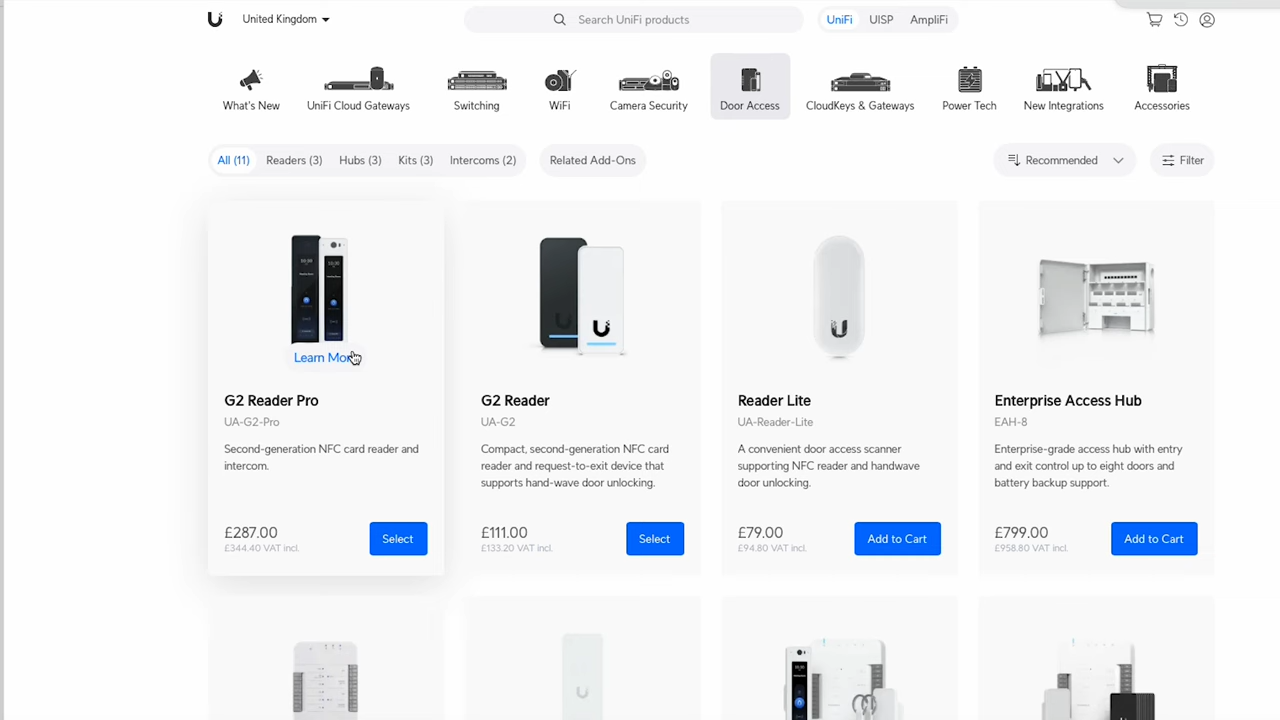 United Kingdom
Search UniFi products
UniFi
UISP
AmpliFi
What's New
UniFi Cloud Gateways
Switching
WiFi
Camera Security
Door Access
CloudKeys & Gateways
Power Tech
New Integrations
Accessories
All (11)
Readers (3)
Hubs (3)
Kits (3)
Intercoms (2)
Related Add-Ons
Recommended
Filter
Learn More
G2 Reader Pro
UA-G2-Pro
Second-generation NFC card reader and
intercom.
£287.00
£344.40 VAT incl.
Select
G2 Reader
UA-G2
Compact, second-generation NFC card
reader and request-to-exit device that
supports hand-wave door unlocking.
£111.00
£133.20 VAT incl.
Select
Reader Lite
UA-Reader-Lite
A convenient door access scanner
supporting NFC reader and handwave
door unlocking.
£79.00
£94.80 VAT incl.
Add to Cart
Enterprise Access Hub
EAH-8
Enterprise-grade access hub with entry
and exit control up to eight doors and
battery backup support.
£799.00
£958.80 VAT incl.
Add to Cart